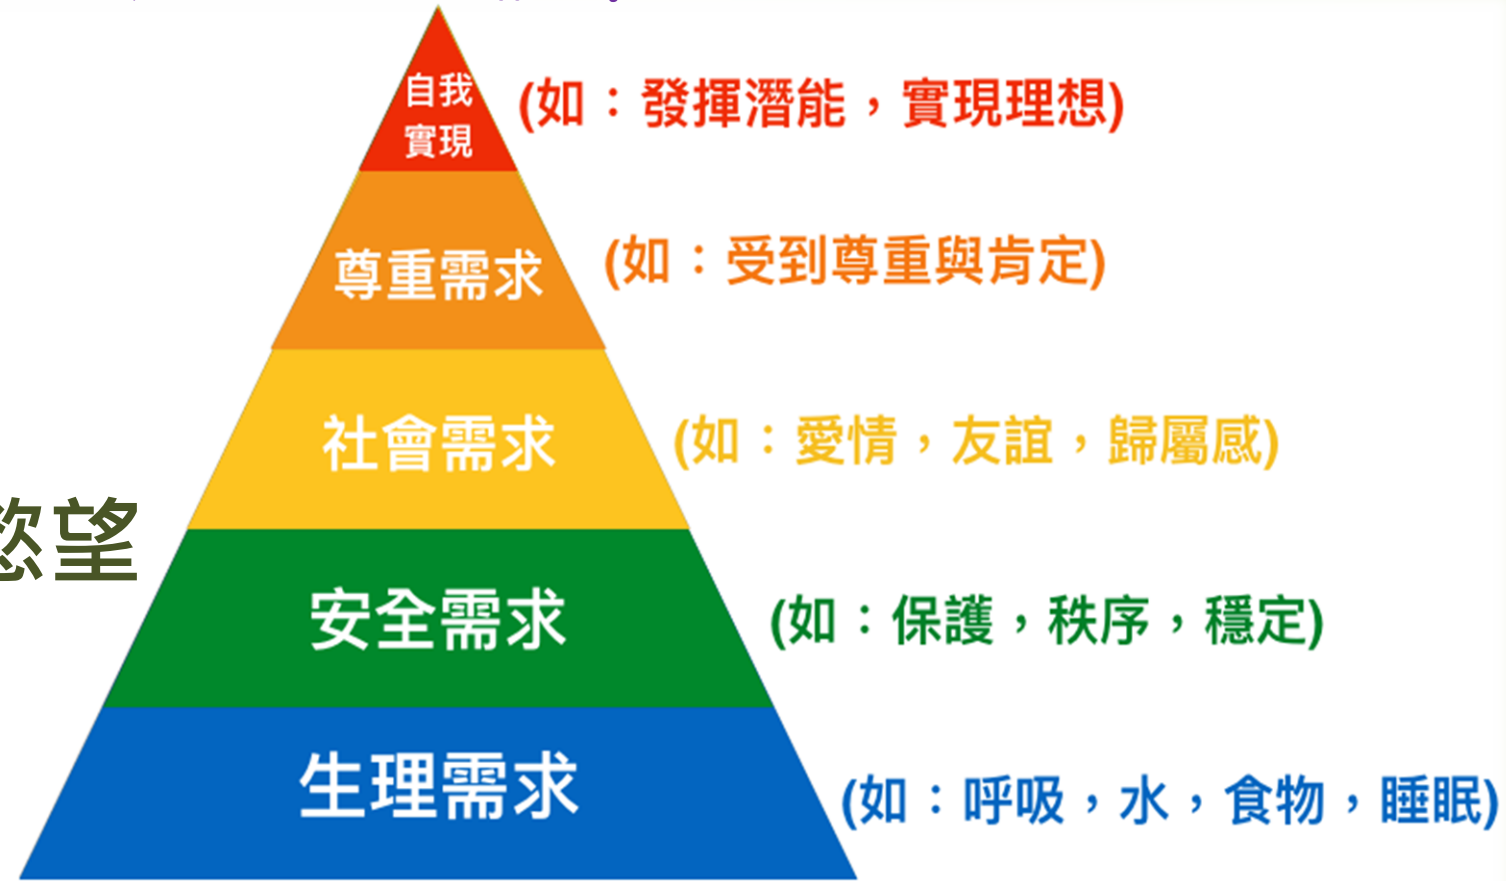 自我
實現
(如：發揮潛能，實現理想)
尊重需求
(如：受到尊重與肯定)
社會需求
(如：愛情，友誼，歸屬感)
慾望
安全需求
(如：保護，秩序，穩定)
生理需求
(如：呼吸，水，食物，睡眠)